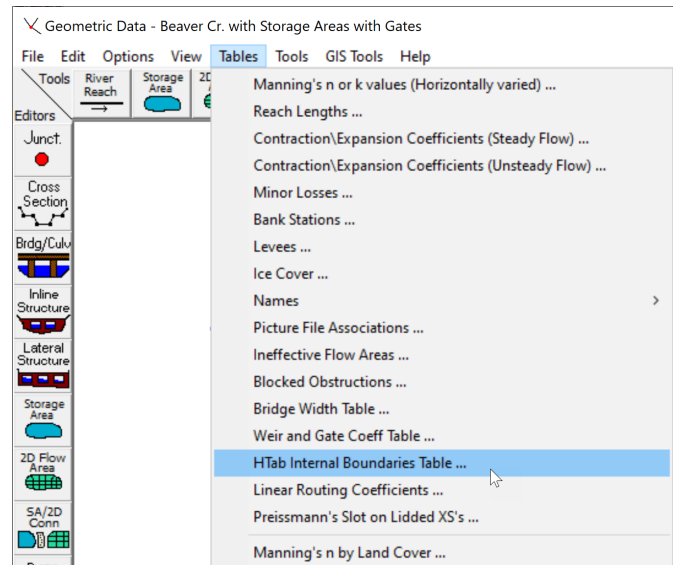 Geometric Data - Beaver Cr. with Storage Areas with Gates
File Edit Options View Tables Tools GIS Tools Help
Tools
Editors
River
Reach
Storage
Area
Junct.
Cross
Section
Brdg/Culv
Inline
Structure
Lateral
Structure
Storage
Area
2D Flow
Area
SA/2D
Conn
Manning's n or k values (Horizontally varied) ...
Reach Lengths ...
Contraction\Expansion Coefficients (Steady Flow) ...
Contraction\Expansion Coefficients (Unsteady Flow) ...
Minor Losses ...
Bank Stations ...
Levees ...
Ice Cover ...
Names
Picture File Associations ...
Ineffective Flow Areas ...
Blocked Obstructions ...
Bridge Width Table ...
Weir and Gate Coeff Table ...
HTab Internal Boundaries Table ...
Linear Routing Coefficients ...
Preissmann's Slot on Lidded XS's ...
Manning's n by Land Cover ...